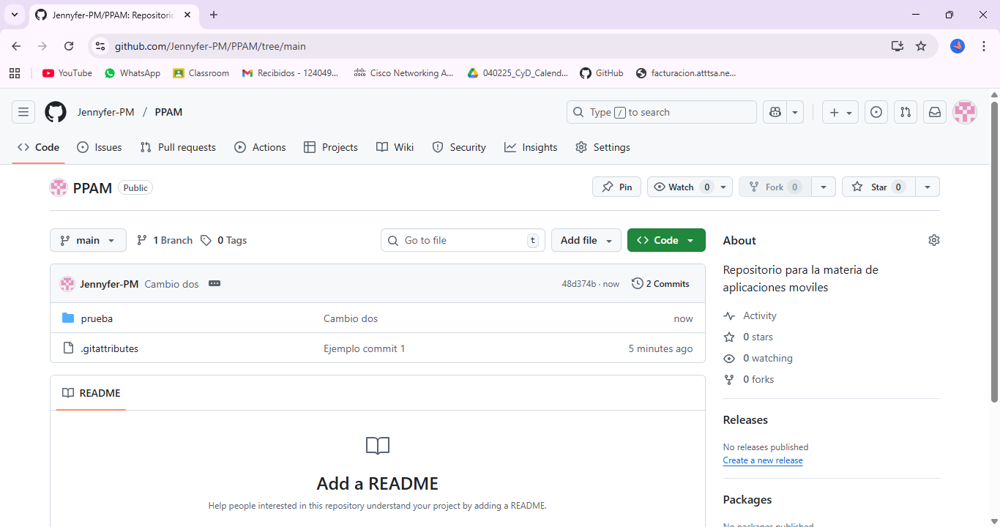 Jennyfer-PM/PPAM: Repositorio
github.com/Jennyfer-PM/PPAM/tree/main
YouTube WhatsApp Classroom Recibidos - 124049... Cisco Networking A... 040225_CyD_Calend... GitHub facturacion.atttsa.ne...
Jennyfer-PM / PPAM Type / to search
Code Issues Pull requests Actions Projects Wiki Security Insights Settings
PPAM Public Pin Watch 0 Fork 0 Star 0
main 1 Branch 0 Tags Go to file t Add file Code
Jennyfer-PM Cambio dos 48d374b · now 2 Commits
prueba Cambio dos now
.gitattributes Ejemplo commit 1 5 minutes ago
README
Add a README
Help people interested in this repository understand your project by adding a README.
About
Repositorio para la materia de
aplicaciones moviles
Activity
0 stars
0 watching
0 forks
Releases
No releases published
Create a new release
Packages
No packages published